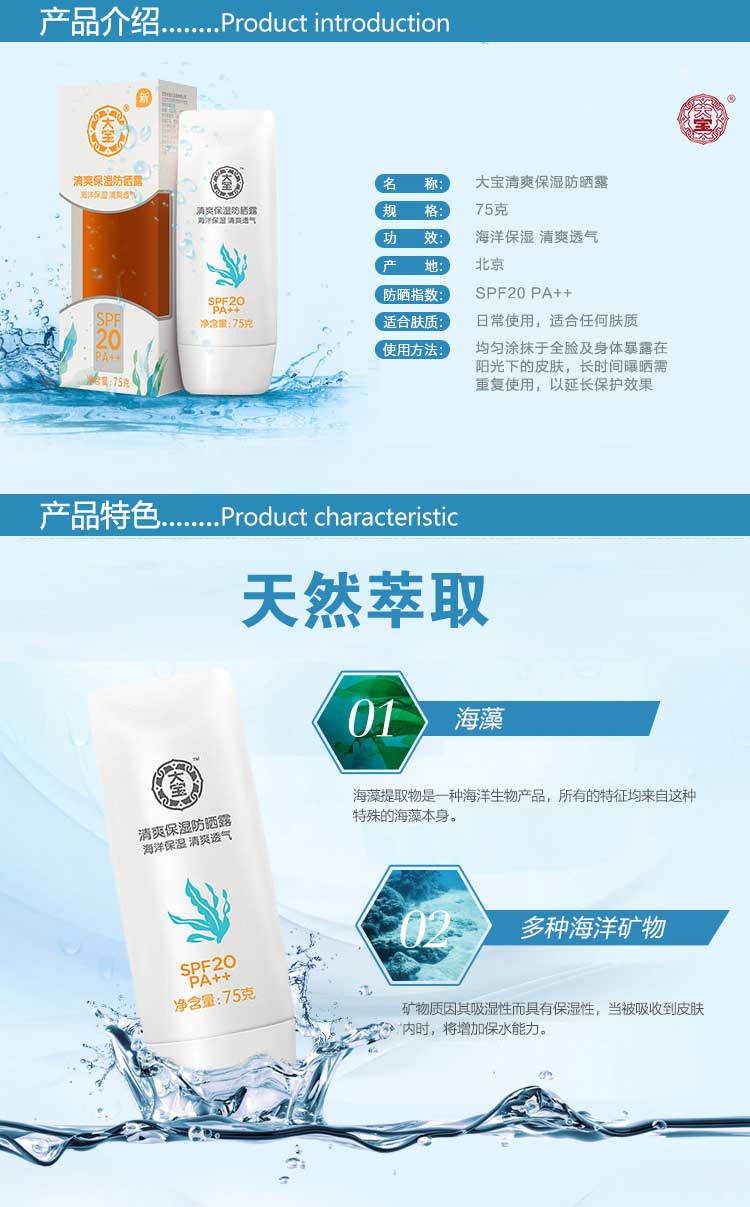 产品介绍........Product introduction
新
大宝
®
清爽保湿防晒露
海洋保湿 清爽透气
SPF
20
PA++
净含量:75克
大宝
™
清爽保湿防晒露
海洋保湿 清爽透气
SPF20
PA++
净含量:75克
大宝
®
名 称: 大宝清爽保湿防晒露
规 格: 75克
功 效: 海洋保湿 清爽透气
产 地: 北京
防晒指数: SPF20 PA++
适合肤质: 日常使用，适合任何肤质
使用方法: 均匀涂抹于全脸及身体暴露在
阳光下的皮肤，长时间曝晒需
重复使用，以延长保护效果
产品特色........Product characteristic
天然萃取
大宝
™
清爽保湿防晒露
海洋保湿 清爽透气
SPF20
PA++
净含量:75克
01 海藻
海藻提取物是一种海洋生物产品，所有的特征均来自这种
特殊的海藻本身。
02 多种海洋矿物
矿物质因其吸湿性而具有保湿性，当被吸收到皮肤
内时，将增加保水能力。